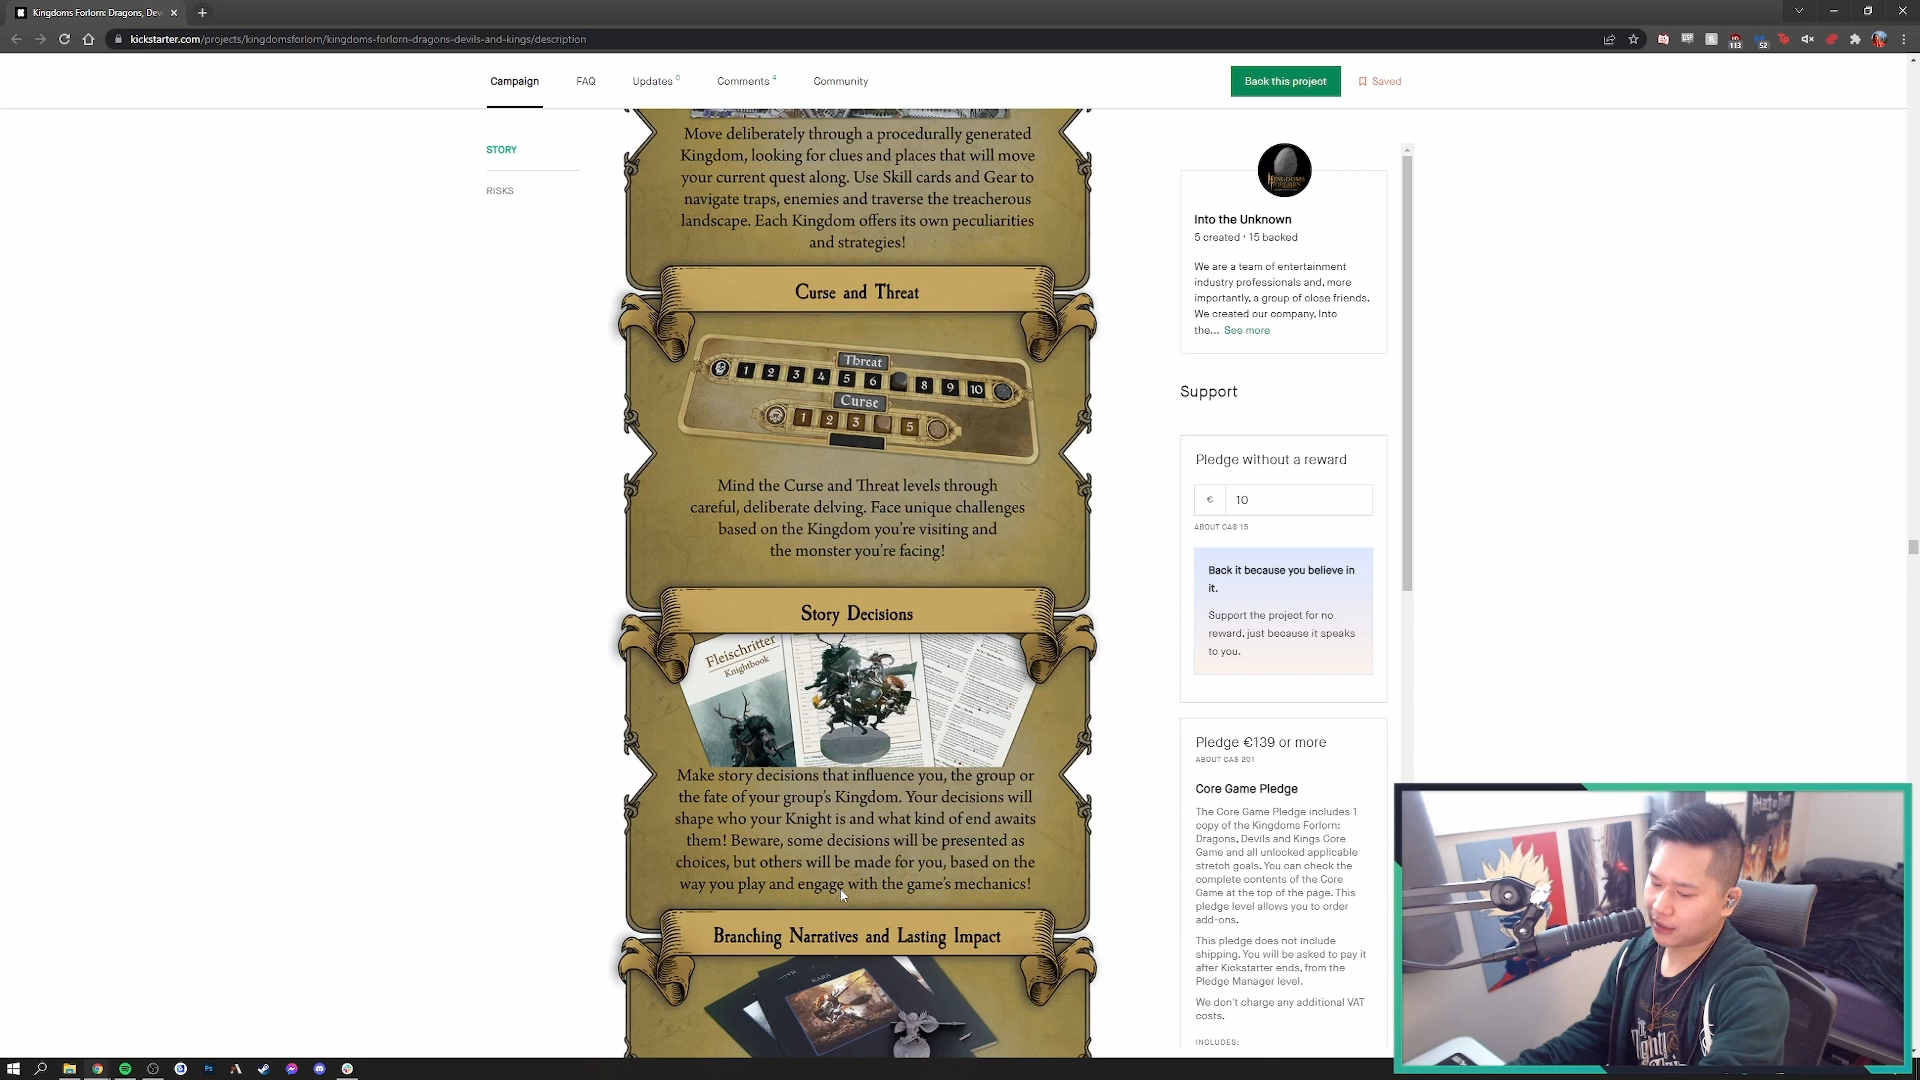 Kingdoms Forlorn: Dragons, Dev
kickstarter.com/projects/kingdomsforlorn/kingdoms-forlorn-dragons-devils-and-kings/description
113
52
Campaign
FAQ
Updates 0
Comments 4
Community
Back this project
Saved
STORY
RISKS
Move deliberately through a procedurally generated
Kingdom, looking for clues and places that will move
your current quest along. Use Skill cards and Gear to
navigate traps, enemies and traverse the treacherous
landscape. Each Kingdom offers its own peculiarities
and strategies!
Curse and Threat
Threat
1 2 3 4 5 6 8 9 10
Curse
1 2 3 5
Mind the Curse and Threat levels through
careful, deliberate delving. Face unique challenges
based on the Kingdom you're visiting and
the monster you're facing!
Story Decisions
Fleischritter
Knightbook
Make story decisions that influence you, the group or
the fate of your group's Kingdom. Your decisions will
shape who your Knight is and what kind of end awaits
them! Beware, some decisions will be presented as
choices, but others will be made for you, based on the
way you play and engage with the game's mechanics!
Branching Narratives and Lasting Impact
KARA
KINGDOMS
FORLORN
Into the Unknown
5 created · 15 backed
We are a team of entertainment
industry professionals and, more
importantly, a group of close friends.
We created our company, Into
the... See more
Support
Pledge without a reward
€ 10
ABOUT CA$ 15
Back it because you believe in
it.
Support the project for no
reward, just because it speaks
to you.
Pledge €139 or more
ABOUT CA$ 201
Core Game Pledge
The Core Game Pledge includes 1
copy of the Kingdoms Forlorn:
Dragons, Devils and Kings Core
Game and all unlocked applicable
stretch goals. You can check the
complete contents of the Core
Game at the top of the page. This
pledge level allows you to order
add-ons.
This pledge does not include
shipping. You will be asked to pay it
after Kickstarter ends, from the
Pledge Manager level.
We don't charge any additional VAT
costs.
INCLUDES: